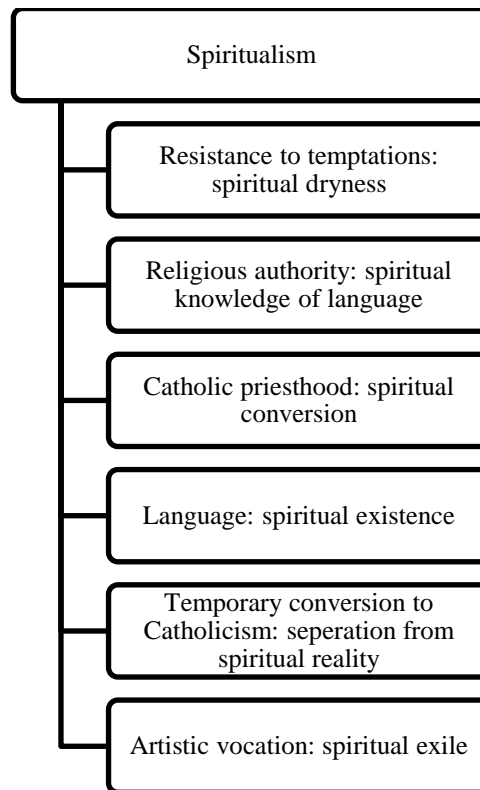 Spiritualism
Resistance to temptations:
spiritual dryness
Religious authority: spiritual
knowledge of language
Catholic priesthood: spiritual
conversion
Language: spiritual existence
Temporary conversion to
Catholicism: seperation from
spiritual reality
Artistic vocation: spiritual exile